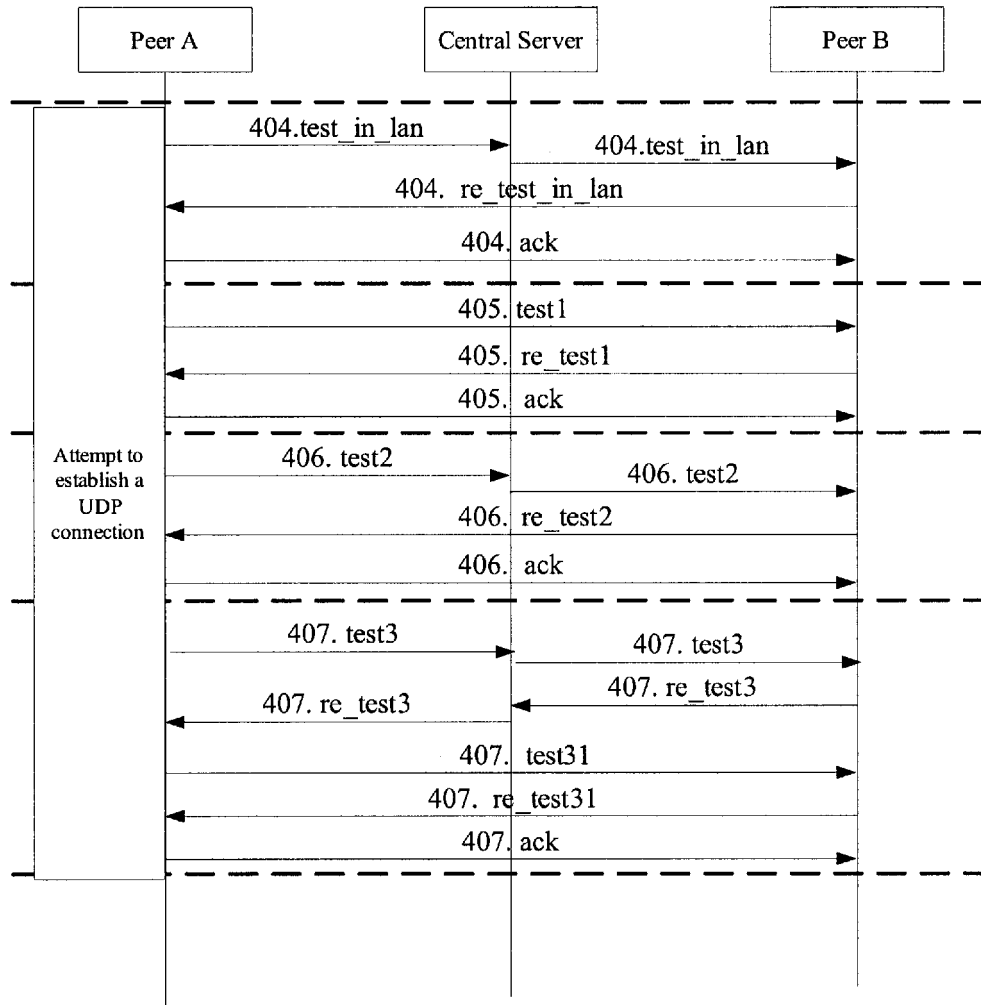 Peer A
Central Server
Peer B
404.test_in_lan
404.test_in_lan
404. re_test_in_lan
404. ack
405. test1
405. re_test1
405. ack
Attempt to
establish a
UDP
connection
406. test2
406. test2
406. re_test2
406. ack
407. test3
407. test3
407. re_test3
407. re_test3
407. test31
407. re_test31
407. ack